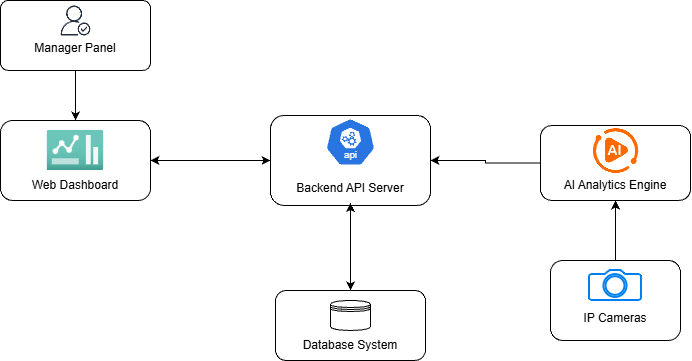 Manager Panel
Web Dashboard
api
Backend API Server
AI
AI Analytics Engine
Database System
IP Cameras